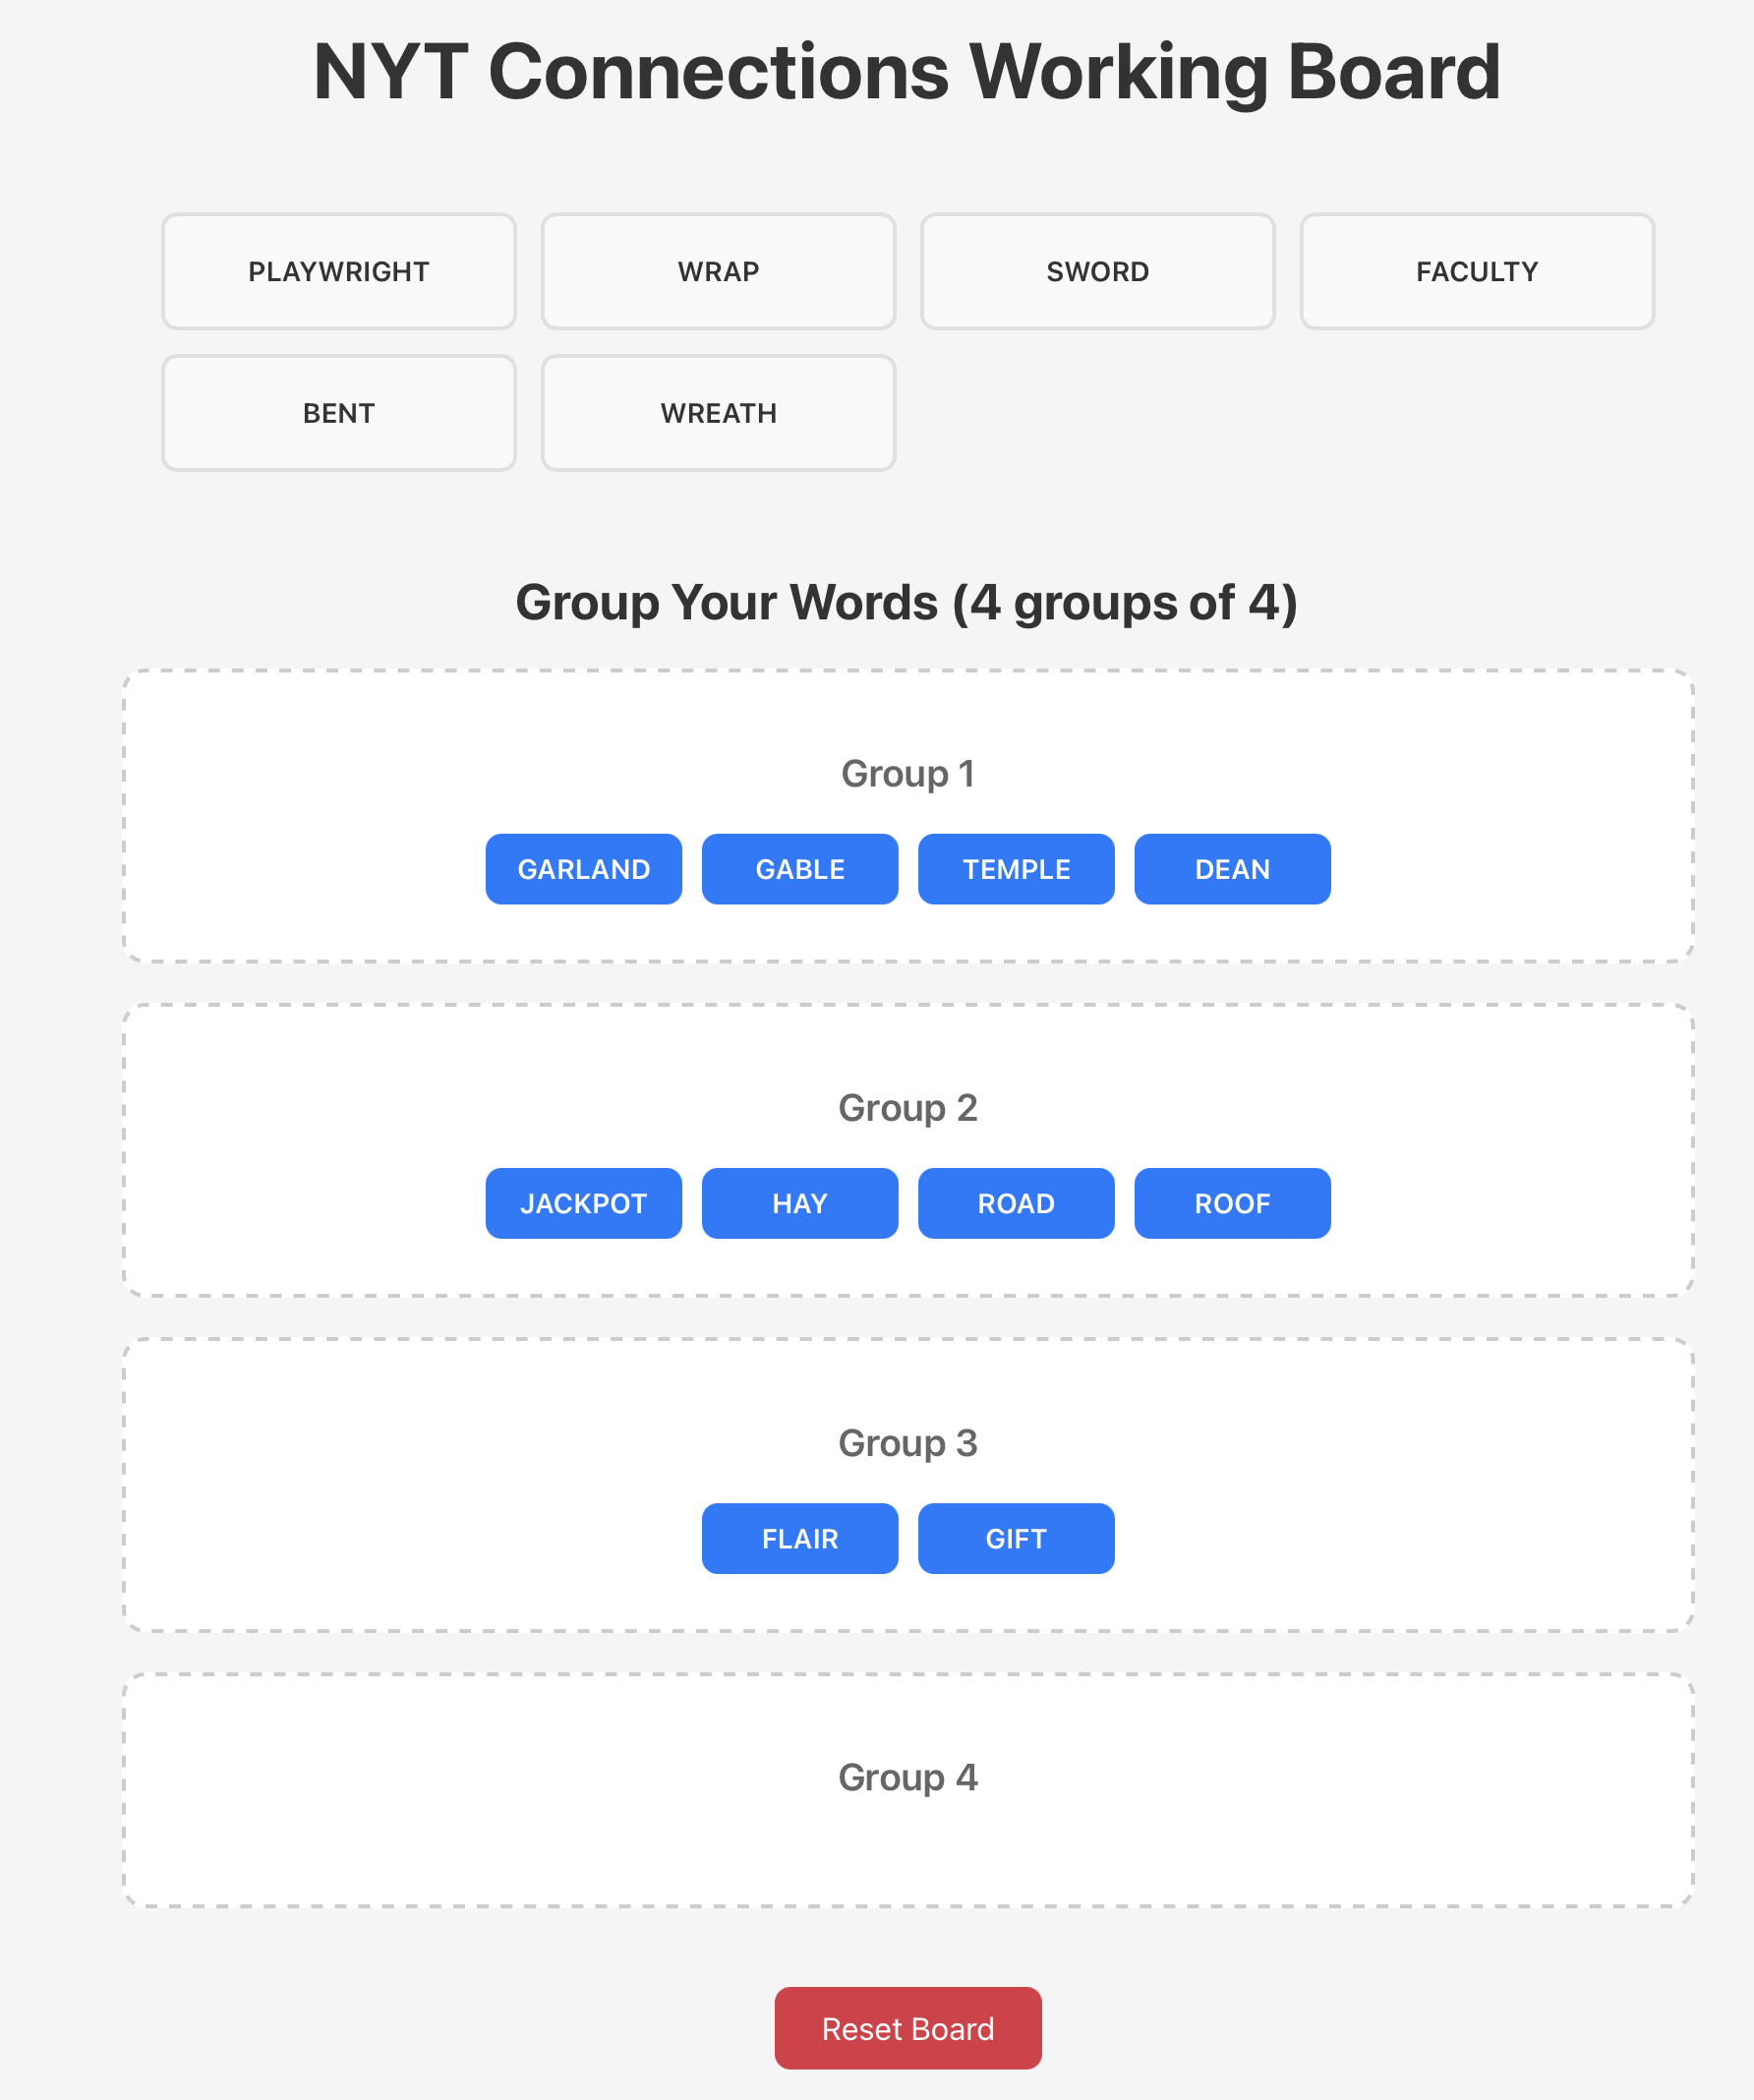 NYT Connections Working Board
PLAYWRIGHT WRAP SWORD FACULTY
BENT WREATH
Group Your Words (4 groups of 4)
Group 1
GARLAND GABLE TEMPLE DEAN
Group 2
JACKPOT HAY ROAD ROOF
Group 3
FLAIR GIFT
Group 4
Reset Board